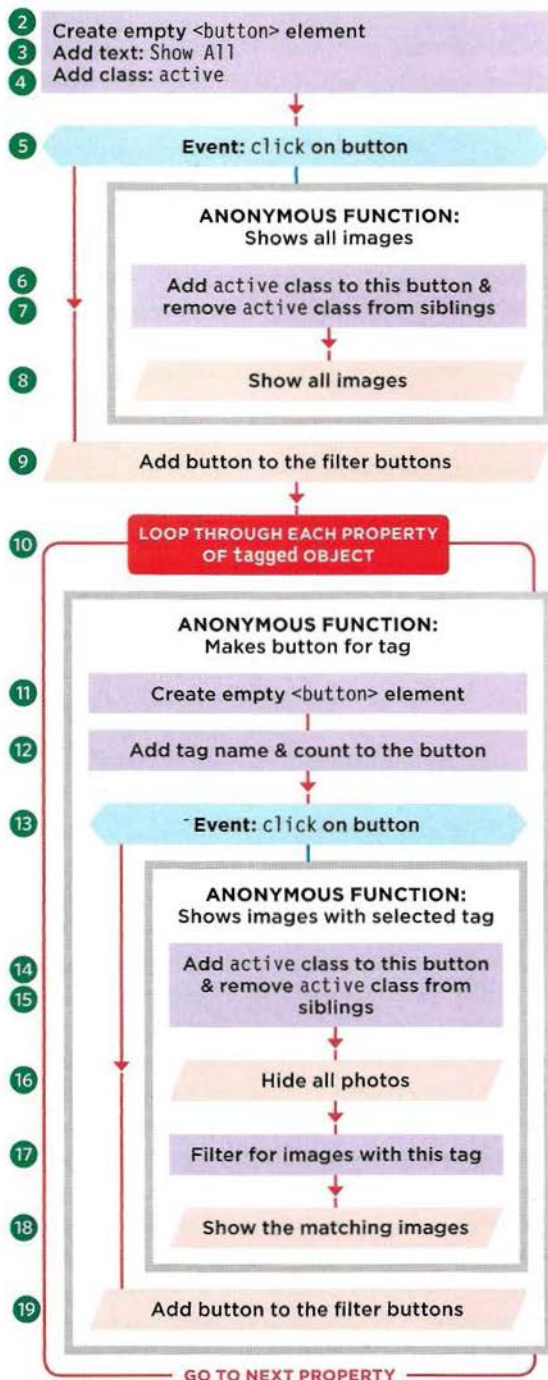 2 Create empty <button> element
3 Add text: Show All
4 Add class: active
5 Event: click on button
ANONYMOUS FUNCTION:
Shows all images
6 Add active class to this button &
7 remove active class from siblings
8 Show all images
9 Add button to the filter buttons
10 LOOP THROUGH EACH PROPERTY
OF tagged OBJECT
ANONYMOUS FUNCTION:
Makes button for tag
11 Create empty <button> element
12 Add tag name & count to the button
13 Event: click on button
ANONYMOUS FUNCTION:
Shows images with selected tag
14 Add active class to this button
15 & remove active class from
siblings
16 Hide all photos
17 Filter for images with this tag
18 Show the matching images
19 Add button to the filter buttons
GO TO NEXT PROPERTY